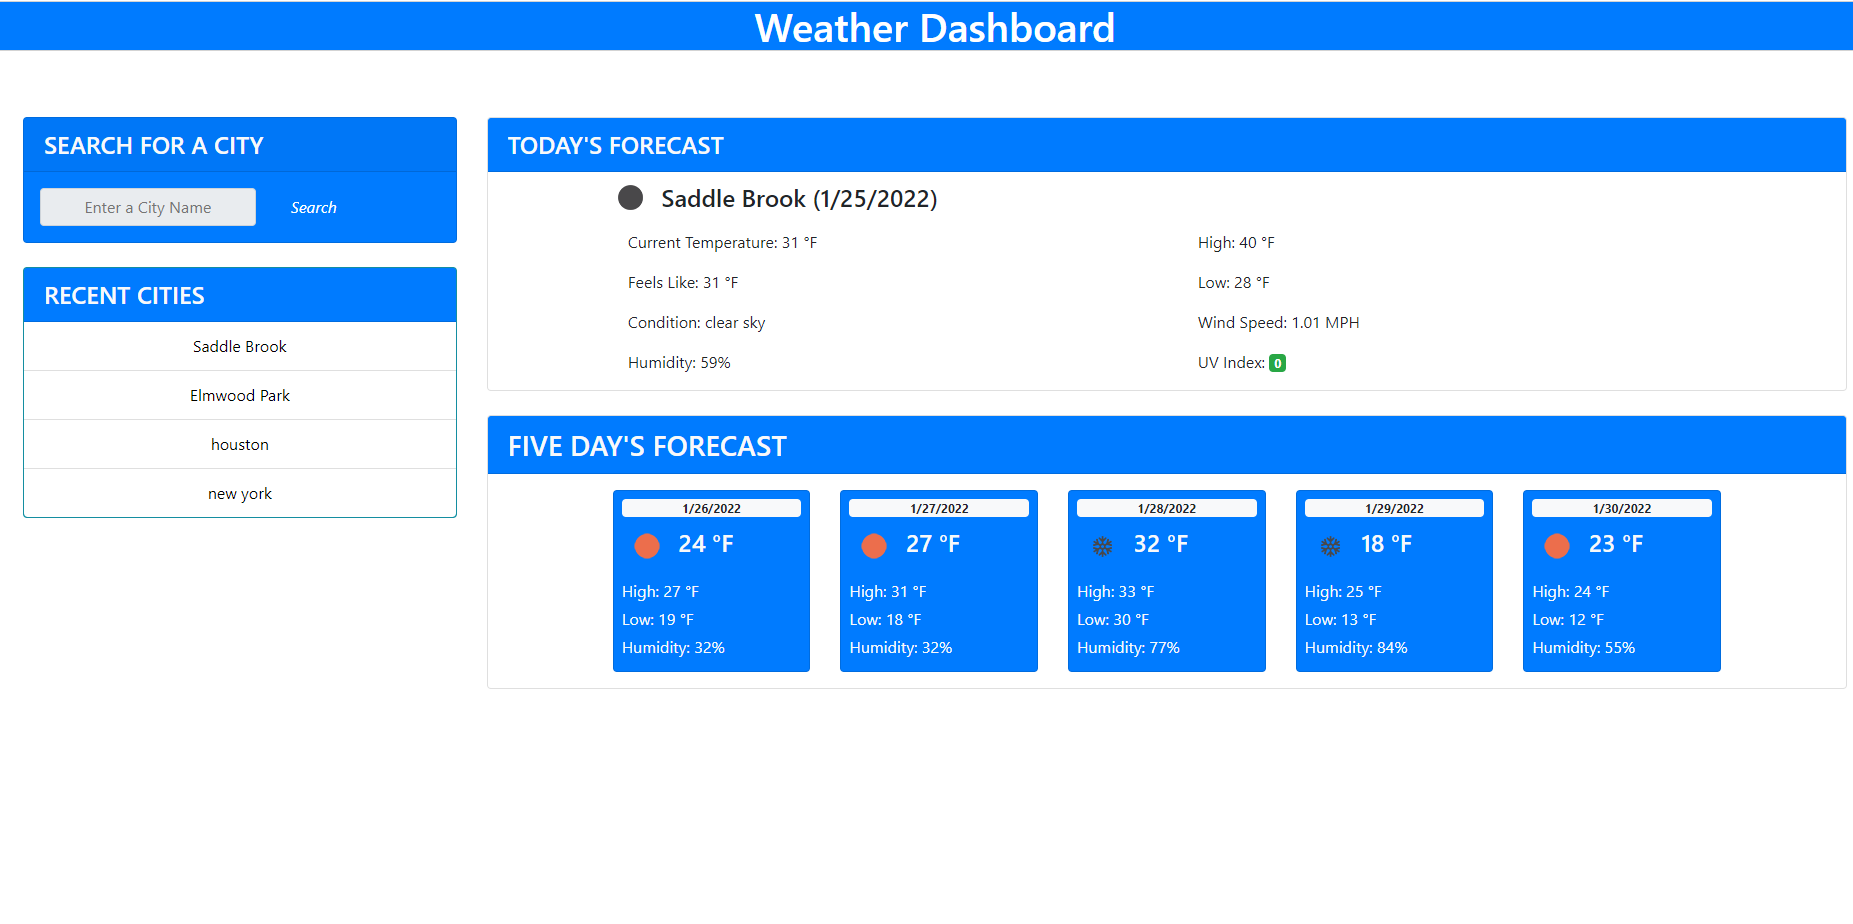 Weather Dashboard
SEARCH FOR A CITY
Enter a City Name
Search
RECENT CITIES
Saddle Brook
Elmwood Park
houston
new york
TODAY'S FORECAST
Saddle Brook (1/25/2022)
Current Temperature: 31 °F
High: 40 °F
Feels Like: 31 °F
Low: 28 °F
Condition: clear sky
Wind Speed: 1.01 MPH
Humidity: 59%
UV Index: 0
FIVE DAY'S FORECAST
1/26/2022
24 °F
High: 27 °F
Low: 19 °F
Humidity: 32%
1/27/2022
27 °F
High: 31 °F
Low: 18 °F
Humidity: 32%
1/28/2022
32 °F
High: 33 °F
Low: 30 °F
Humidity: 77%
1/29/2022
18 °F
High: 25 °F
Low: 13 °F
Humidity: 84%
1/30/2022
23 °F
High: 24 °F
Low: 12 °F
Humidity: 55%